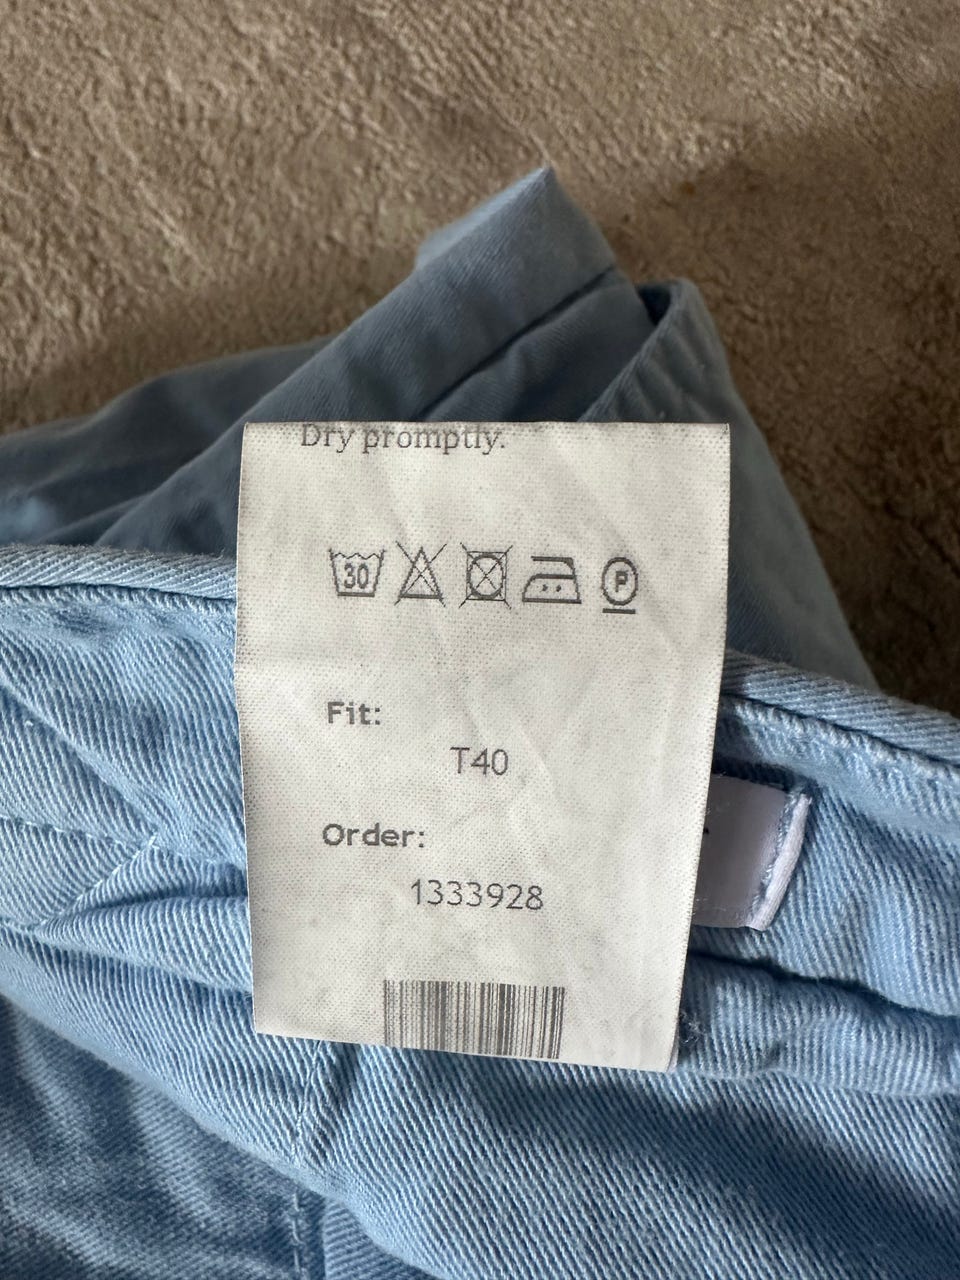 Dry promptly.
30
P
Fit:
T40
Order:
1333928